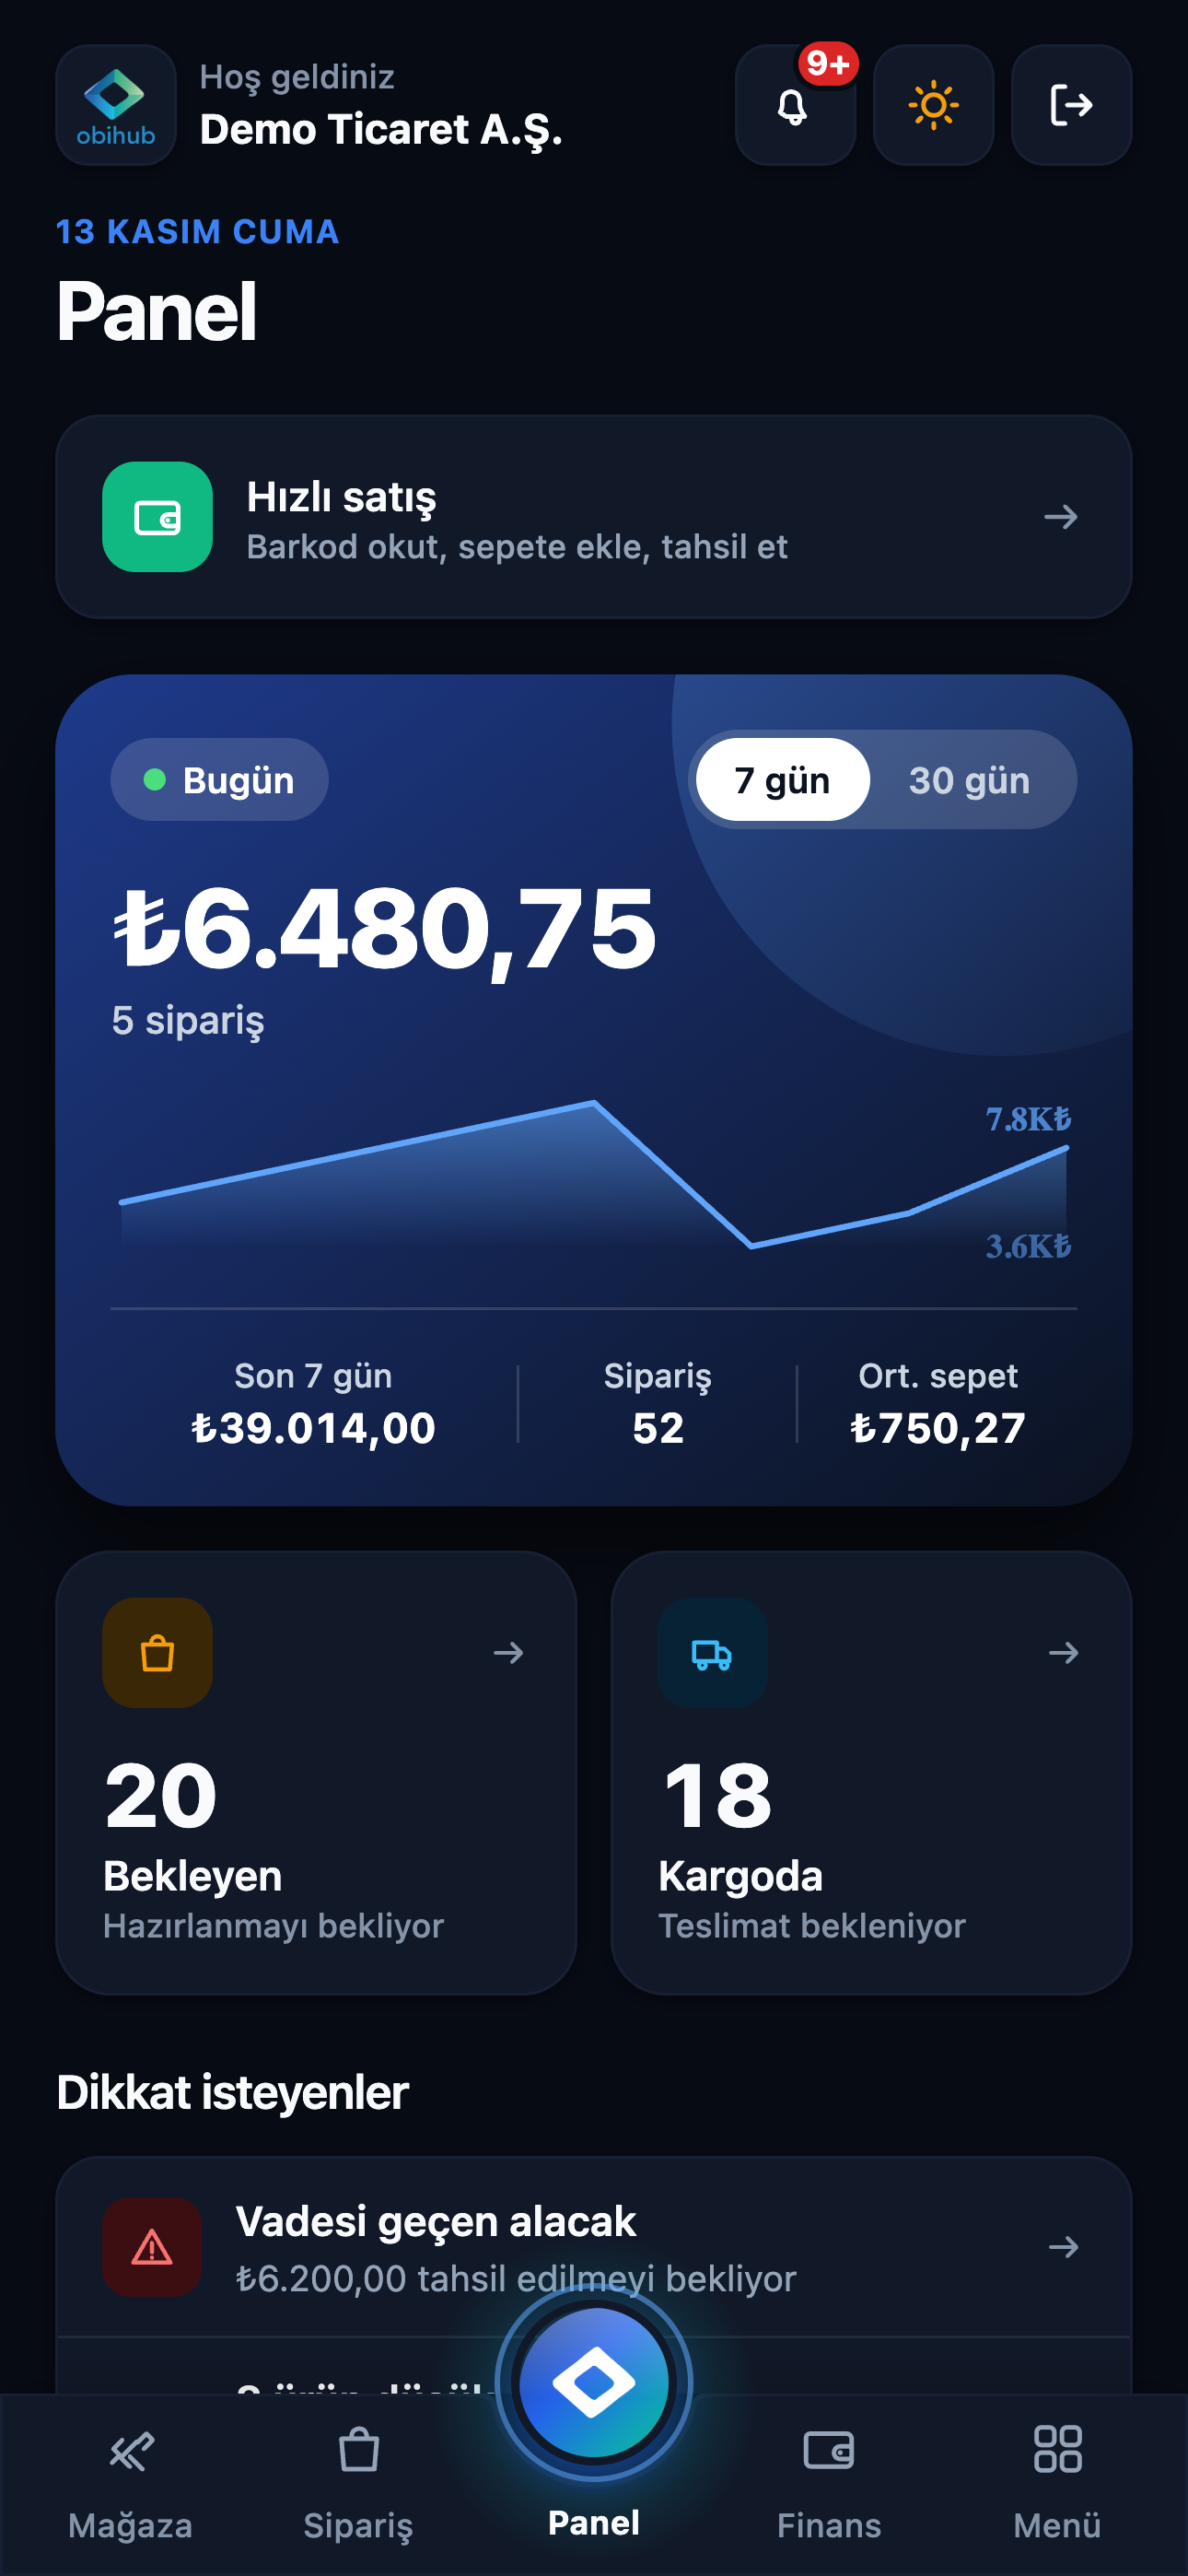 obihub
Hoş geldiniz
Demo Ticaret A.Ş.
9+
13 KASIM CUMA
Panel
Hızlı satış
Barkod okut, sepete ekle, tahsil et
Bugün
7 gün
30 gün
₺6.480,75
5 sipariş
7.8K₺
3.6K₺
Son 7 gün
₺39.014,00
Sipariş
52
Ort. sepet
₺750,27
20
Bekleyen
Hazırlanmayı bekliyor
18
Kargoda
Teslimat bekleniyor
Dikkat isteyenler
Vadesi geçen alacak
₺6.200,00 tahsil edilmeyi bekliyor
Mağaza
Sipariş
Panel
Finans
Menü